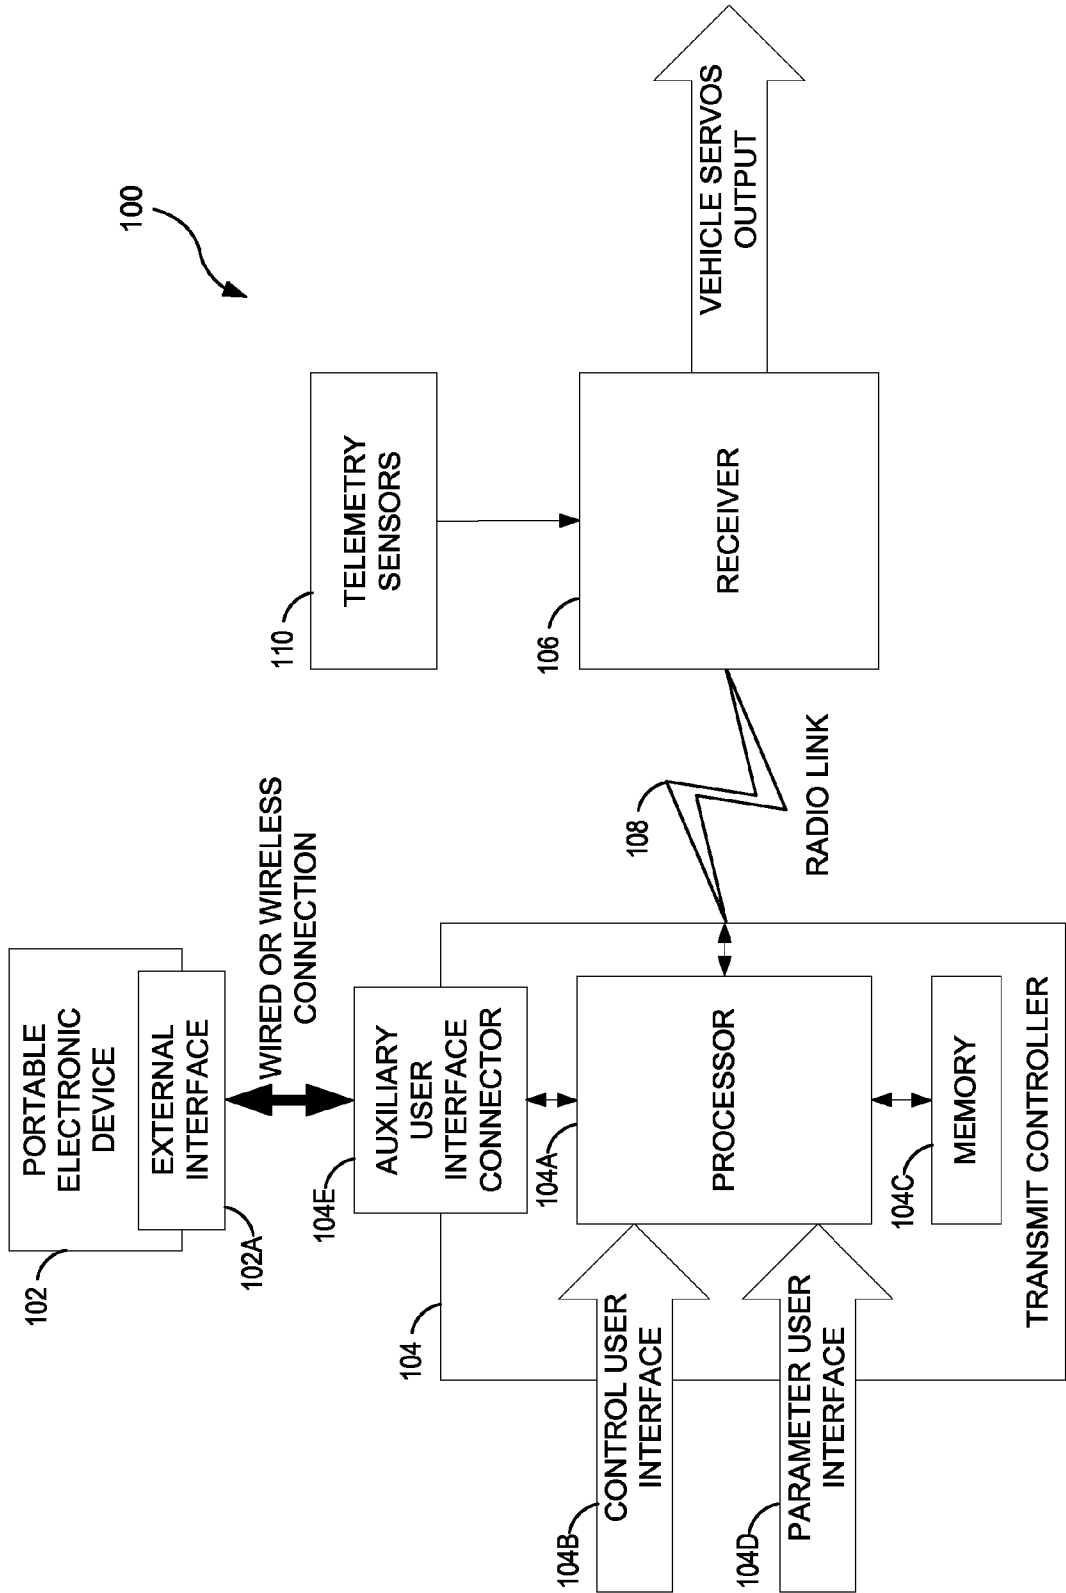 100
PORTABLE
ELECTRONIC
DEVICE
102
EXTERNAL
INTERFACE
102A
WIRED OR WIRELESS
CONNECTION
TELEMETRY
SENSORS
110
104
104E
AUXILIARY
USER
INTERFACE
CONNECTOR
104A
PROCESSOR
104B
CONTROL USER
INTERFACE
104D
PARAMETER USER
INTERFACE
104C
MEMORY
TRANSMIT CONTROLLER
108
RADIO LINK
106
RECEIVER
VEHICLE SERVOS
OUTPUT